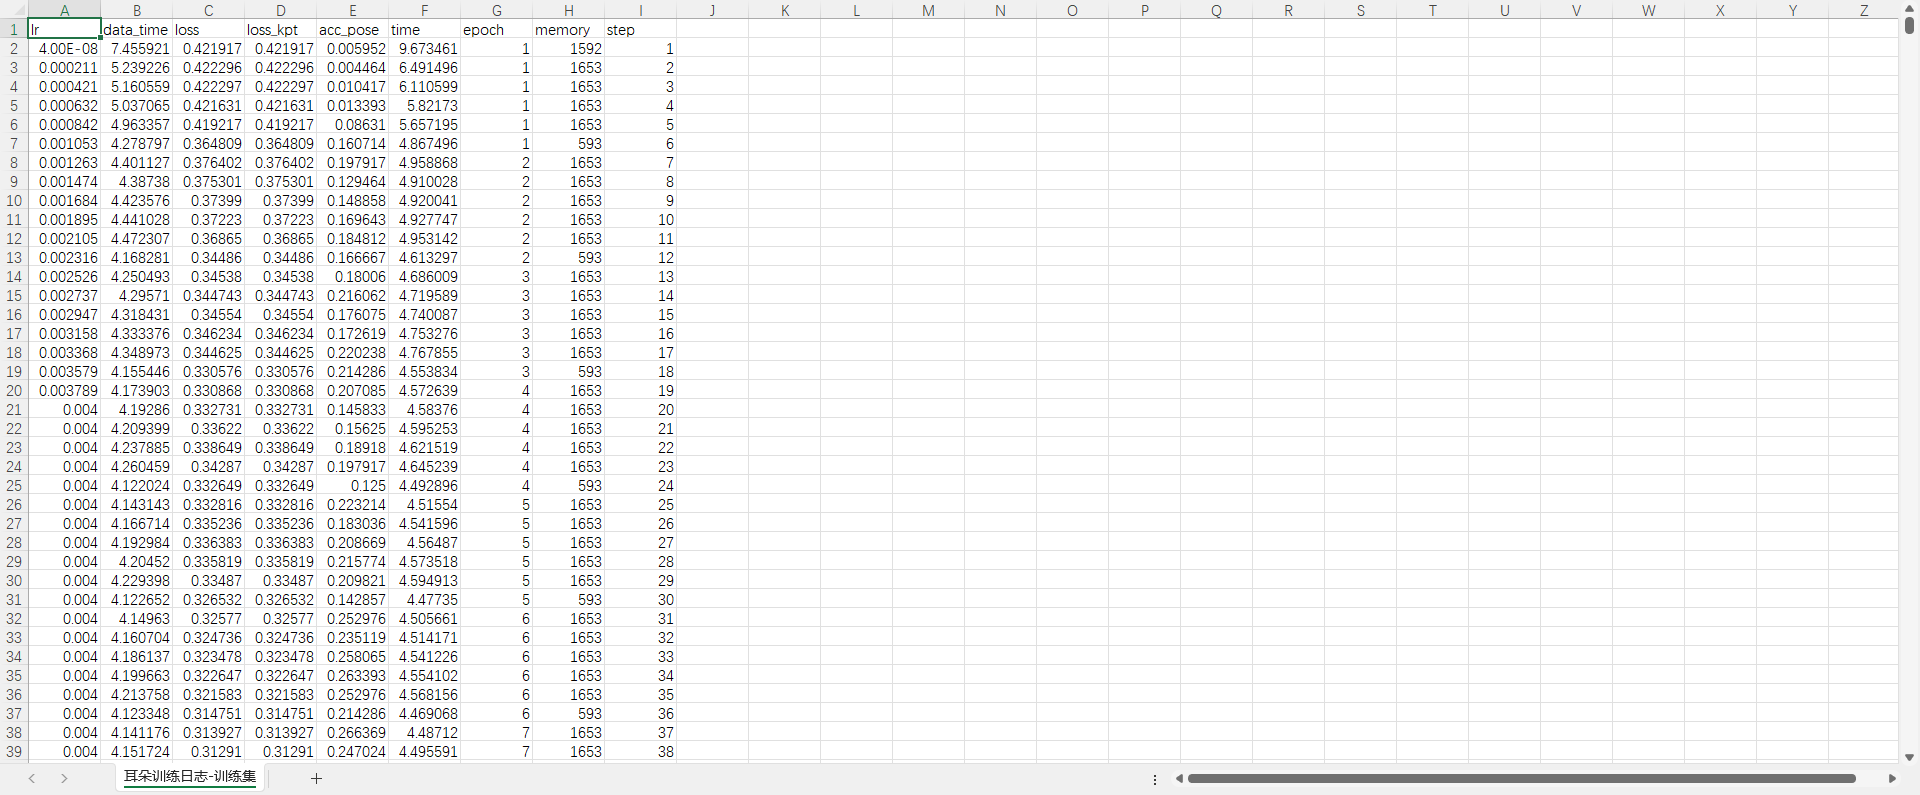 A B C D E F G H I J K L M N O P Q R S T U V W X Y Z
1 lr data_time loss loss_kpt acc_pose time epoch memory step
2 4.00E-08 7.455921 0.421917 0.421917 0.005952 9.673461 1 1592 1
3 0.000211 5.239226 0.422296 0.422296 0.004464 6.491496 1 1653 2
4 0.000421 5.160559 0.422297 0.422297 0.010417 6.110599 1 1653 3
5 0.000632 5.037065 0.421631 0.421631 0.013393 5.82173 1 1653 4
6 0.000842 4.963357 0.419217 0.419217 0.08631 5.657195 1 1653 5
7 0.001053 4.278797 0.364809 0.364809 0.160714 4.867496 1 593 6
8 0.001263 4.401127 0.376402 0.376402 0.197917 4.958868 2 1653 7
9 0.001474 4.38738 0.375301 0.375301 0.129464 4.910028 2 1653 8
10 0.001684 4.423576 0.37399 0.37399 0.148858 4.920041 2 1653 9
11 0.001895 4.441028 0.37223 0.37223 0.169643 4.927747 2 1653 10
12 0.002105 4.472307 0.36865 0.36865 0.184812 4.953142 2 1653 11
13 0.002316 4.168281 0.34486 0.34486 0.166667 4.613297 2 593 12
14 0.002526 4.250493 0.34538 0.34538 0.18006 4.686009 3 1653 13
15 0.002737 4.29571 0.344743 0.344743 0.216062 4.719589 3 1653 14
16 0.002947 4.318431 0.34554 0.34554 0.176075 4.740087 3 1653 15
17 0.003158 4.333376 0.346234 0.346234 0.172619 4.753276 3 1653 16
18 0.003368 4.348973 0.344625 0.344625 0.220238 4.767855 3 1653 17
19 0.003579 4.155446 0.330576 0.330576 0.214286 4.553834 3 593 18
20 0.003789 4.173903 0.330868 0.330868 0.207085 4.572639 4 1653 19
21 0.004 4.19286 0.332731 0.332731 0.145833 4.58376 4 1653 20
22 0.004 4.209399 0.33622 0.33622 0.15625 4.595253 4 1653 21
23 0.004 4.237885 0.338649 0.338649 0.18918 4.621519 4 1653 22
24 0.004 4.260459 0.34287 0.34287 0.197917 4.645239 4 1653 23
25 0.004 4.122024 0.332649 0.332649 0.125 4.492896 4 593 24
26 0.004 4.143143 0.332816 0.332816 0.223214 4.51554 5 1653 25
27 0.004 4.166714 0.335236 0.335236 0.183036 4.541596 5 1653 26
28 0.004 4.192984 0.336383 0.336383 0.208669 4.56487 5 1653 27
29 0.004 4.20452 0.335819 0.335819 0.215774 4.573518 5 1653 28
30 0.004 4.229398 0.33487 0.33487 0.209821 4.594913 5 1653 29
31 0.004 4.122652 0.326532 0.326532 0.142857 4.47735 5 593 30
32 0.004 4.14963 0.32577 0.32577 0.252976 4.505661 6 1653 31
33 0.004 4.160704 0.324736 0.324736 0.235119 4.514171 6 1653 32
34 0.004 4.186137 0.323478 0.323478 0.258065 4.541226 6 1653 33
35 0.004 4.199663 0.322647 0.322647 0.263393 4.554102 6 1653 34
36 0.004 4.213758 0.321583 0.321583 0.252976 4.568156 6 1653 35
37 0.004 4.123348 0.314751 0.314751 0.214286 4.469068 6 593 36
38 0.004 4.141176 0.313927 0.313927 0.266369 4.48712 7 1653 37
39 0.004 4.151724 0.31291 0.31291 0.247024 4.495591 7 1653 38
耳朵训练日志-训练集